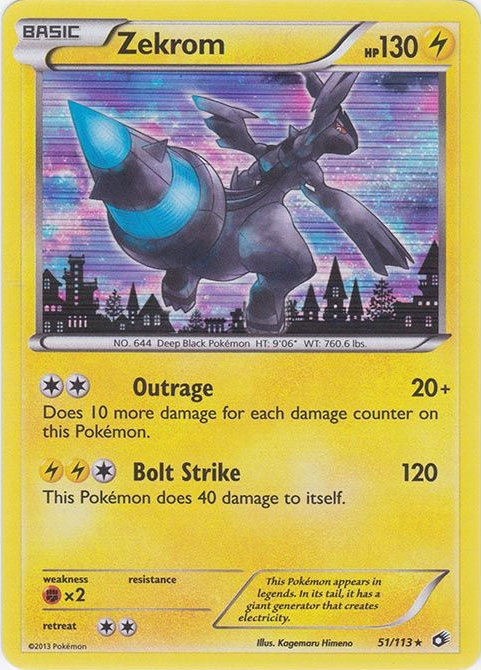 BASIC
Zekrom
HP130
NO. 644 Deep Black Pokémon HT: 9'06" WT: 760.6 lbs.
Outrage 20+
Does 10 more damage for each damage counter on
this Pokémon.
Bolt Strike 120
This Pokémon does 40 damage to itself.
weakness resistance
×2
This Pokémon appears in
legends. In its tail, it has a
giant generator that creates
electricity.
retreat
©2013 Pokémon
Illus. Kagemaru Himeno
51/113★